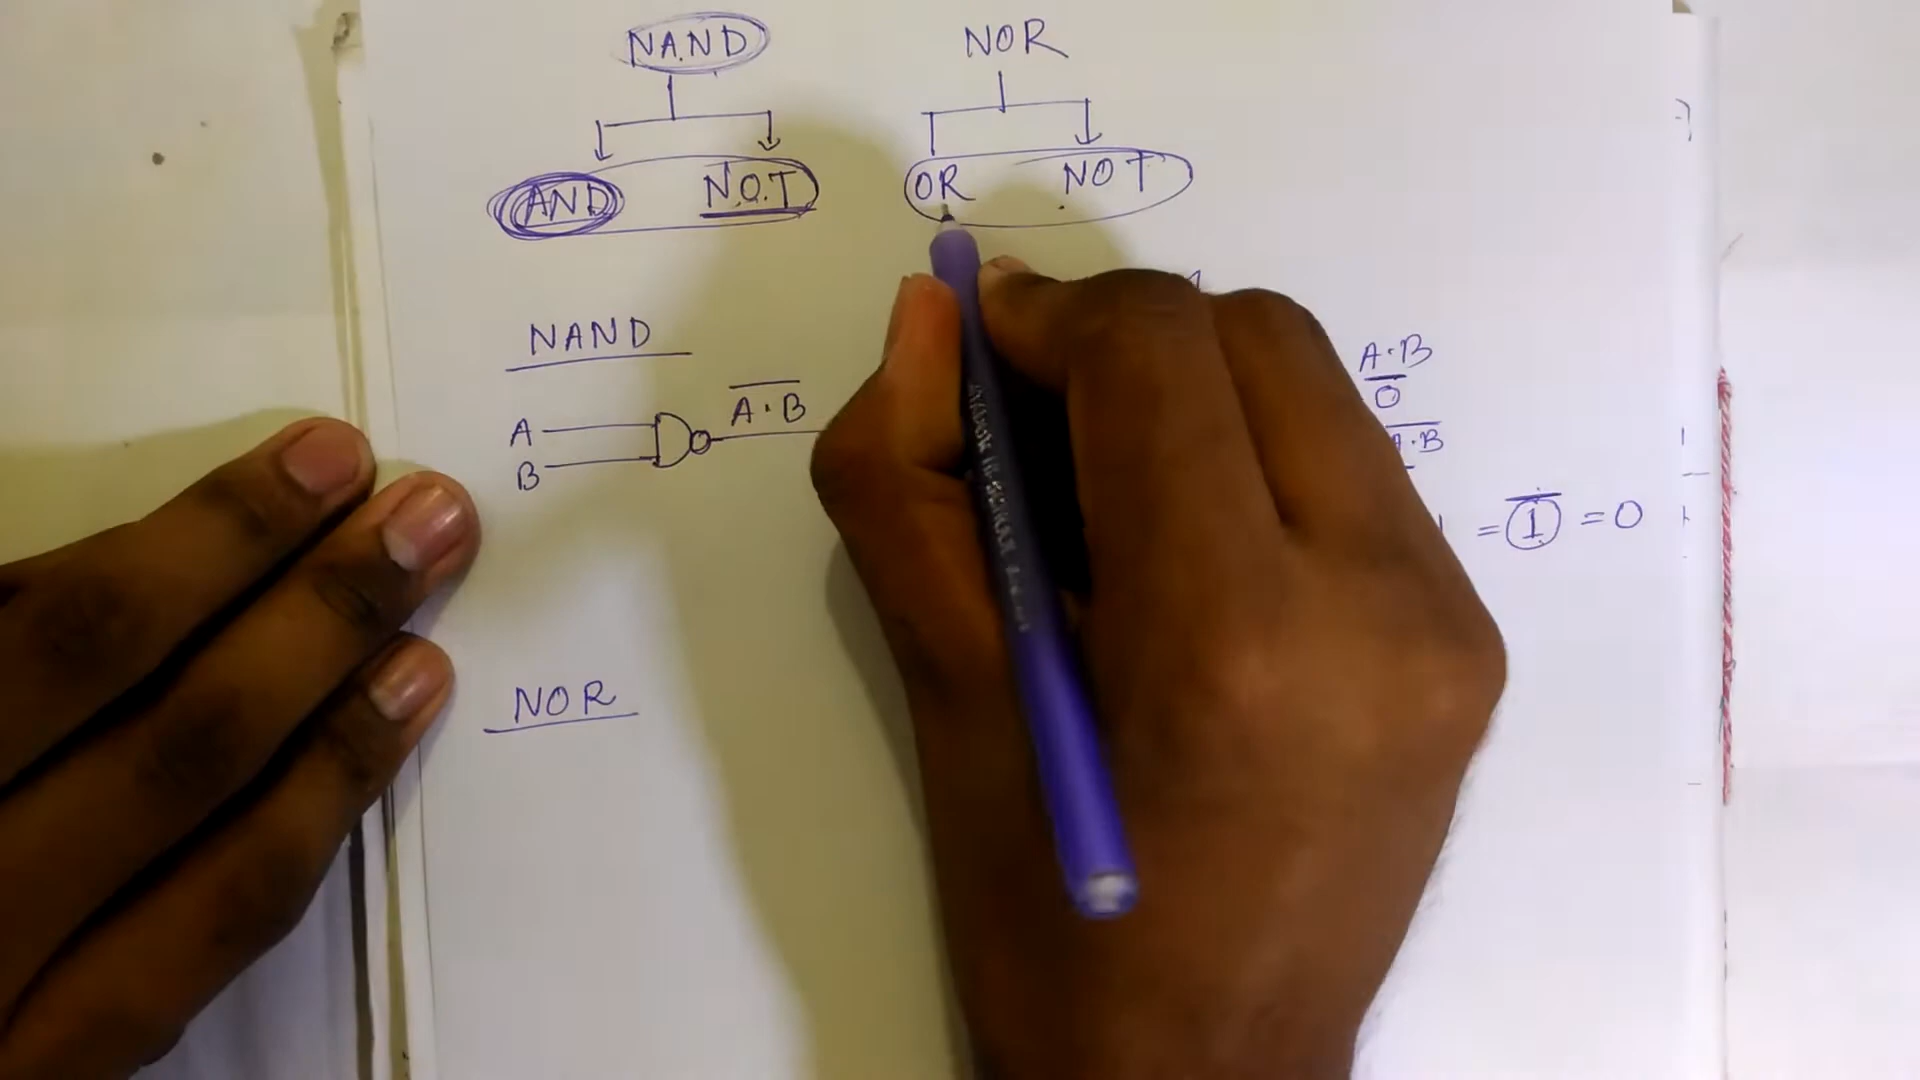 NAND NOR
AND NOT OR NOT
NAND
A·B
0
A
B
A·B
A·B
= 1 = 0
NOR